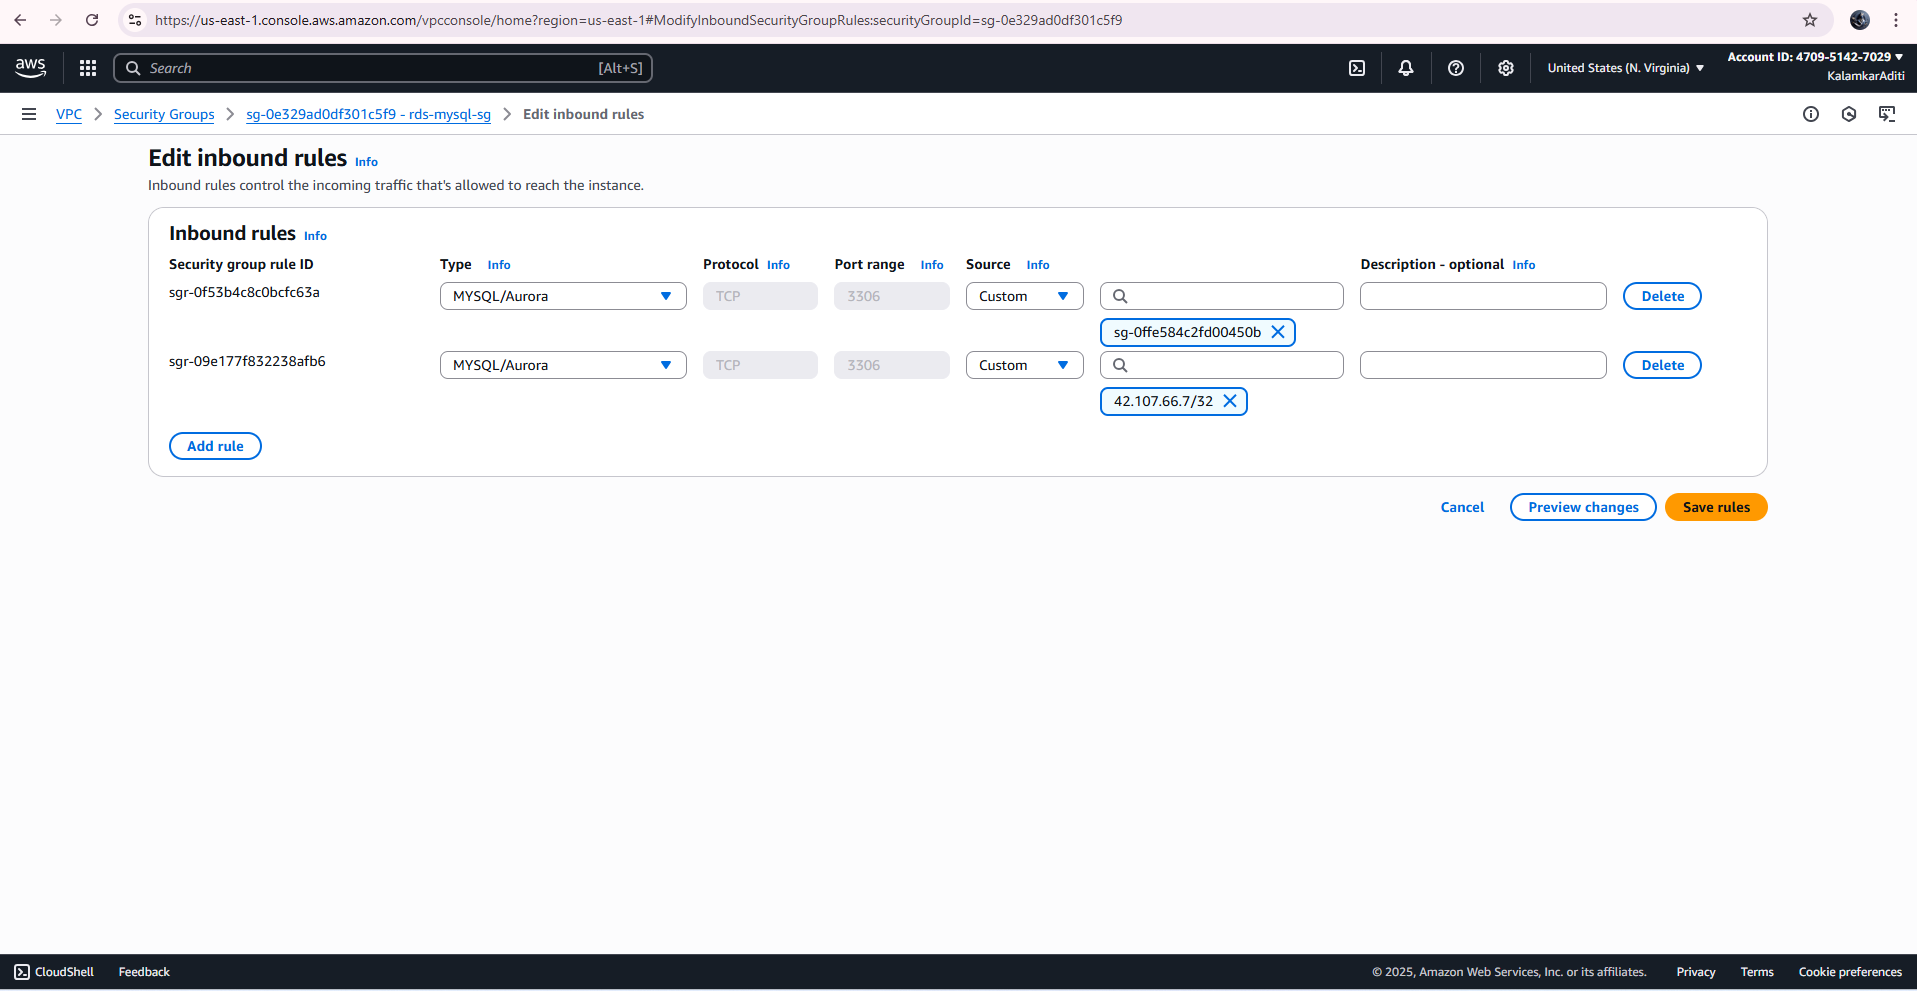 https://us-east-1.console.aws.amazon.com/vpcconsole/home?region=us-east-1#ModifyInboundSecurityGroupRules:securityGroupId=sg-0e329ad0df301c5f9
aws
Search [Alt+S]
United States (N. Virginia)
Account ID: 4709-5142-7029
KalamkarAditi
VPC > Security Groups > sg-0e329ad0df301c5f9 - rds-mysql-sg > Edit inbound rules
Edit inbound rules Info
Inbound rules control the incoming traffic that's allowed to reach the instance.
Inbound rules Info
Security group rule ID Type Info Protocol Info Port range Info Source Info Description - optional Info
sgr-0f53b4c8c0bcfc63a MYSQL/Aurora TCP 3306 Custom Delete
sg-0ffe584c2fd00450b
sgr-09e177f832238afb6 MYSQL/Aurora TCP 3306 Custom Delete
42.107.66.7/32
Add rule
Cancel Preview changes Save rules
CloudShell Feedback © 2025, Amazon Web Services, Inc. or its affiliates. Privacy Terms Cookie preferences